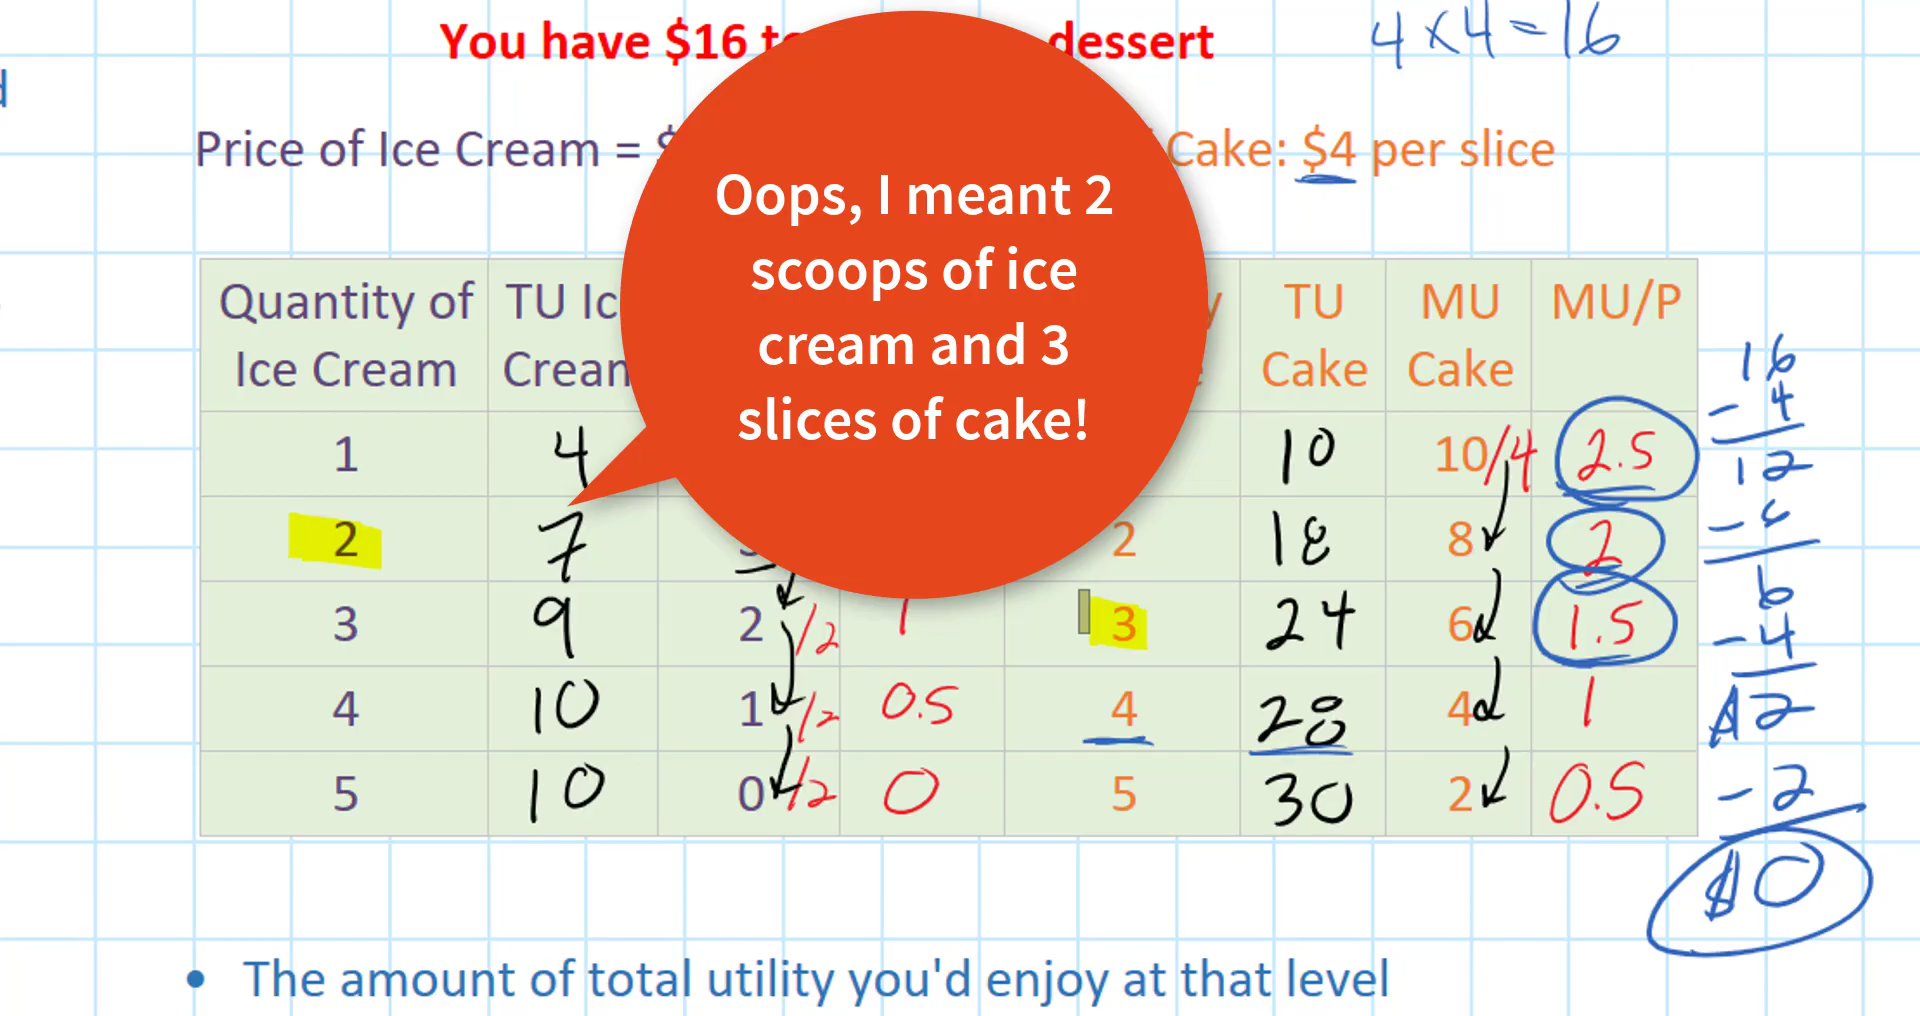 You have $16 to dessert
4 x 4 = 16
d
Price of Ice Cream = $ Cake: $4 per slice
Oops, I meant 2
scoops of ice
cream and 3
slices of cake!
Quantity of TU Ic y TU MU MU/P
Ice Cream Cream e Cake Cake
1 4 10 10/4 2.5
2 7 3 2 18 8 2
3 9 2/2 1 3 24 6 1.5
4 10 1/2 0.5 4 28 4 1
5 10 0/2 0 5 30 2 0.5
16
- 4
12
- 6
6
- 4
2
- 2
$0
• The amount of total utility you'd enjoy at that level